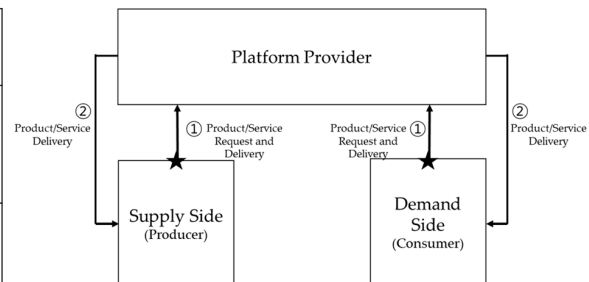 Platform Provider
②
Product/Service
Delivery
① Product/Service
Request and
Delivery
Product/Service ①
Request and
Delivery
②
Product/Service
Delivery
Supply Side
(Producer)
Demand
Side
(Consumer)